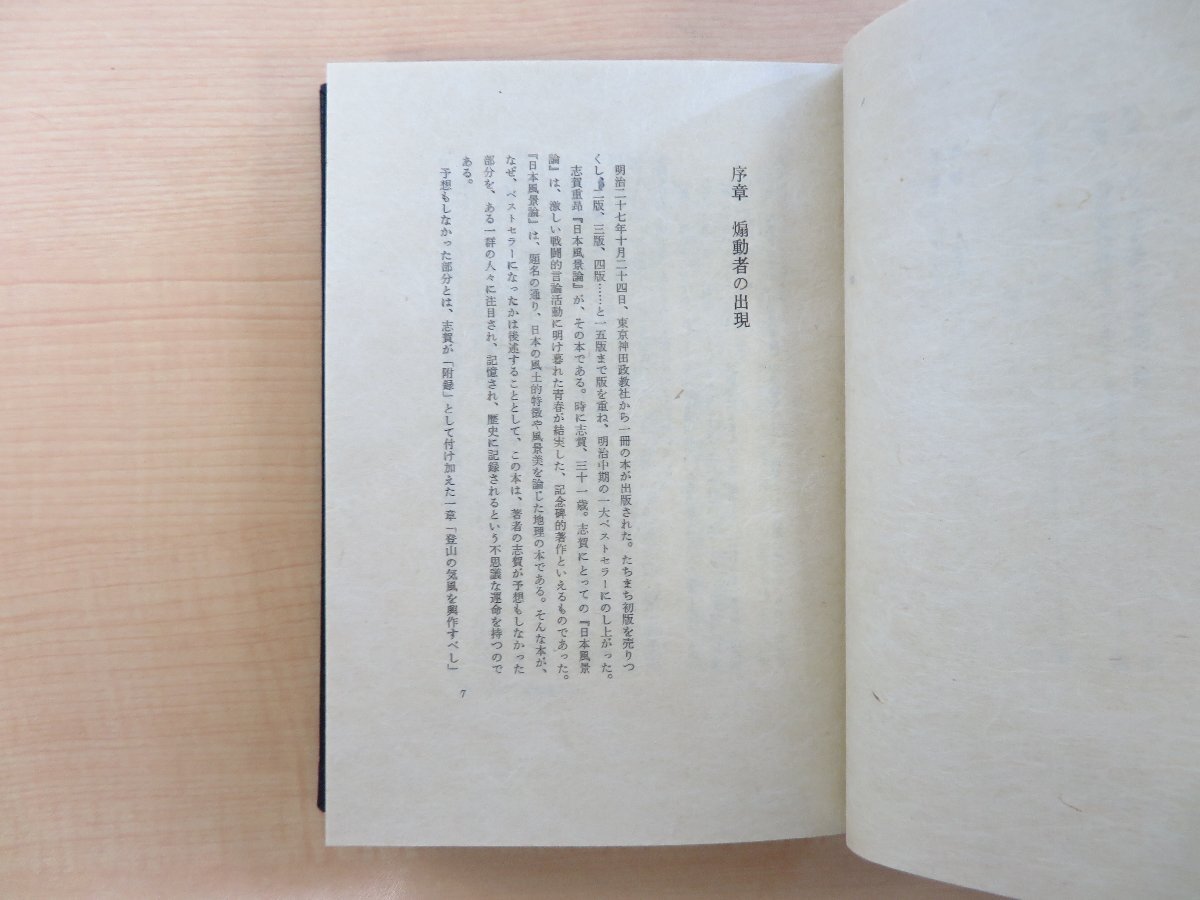 序章　煽動者の出現
明治二十七年十月二十四日、東京神田政教社から一冊の本が出版された。たちまち初版を売りつ
くし、二版、三版、四版……と一五版まで版を重ね、明治中期の一大ベストセラーにのし上がった。
志賀重昂『日本風景論』が、その本である。時に志賀、三十一歳。志賀にとっての『日本風景
論』は、激しい戦闘的言論活動に明け暮れた青春が結実した、記念碑的著作といえるものであった。
『日本風景論』は、題名の通り、日本の風土的特徴や風景美を論じた地理の本である。そんな本が、
なぜ、ベストセラーになったかは後述することとして、この本は、著者の志賀が予想もしなかった
部分を、ある一群の人々に注目され、記憶され、歴史に記録されるという不思議な運命を持つので
ある。
予想もしなかった部分とは、志賀が「附録」として付け加えた一章「登山の気風を興作すべし」
7